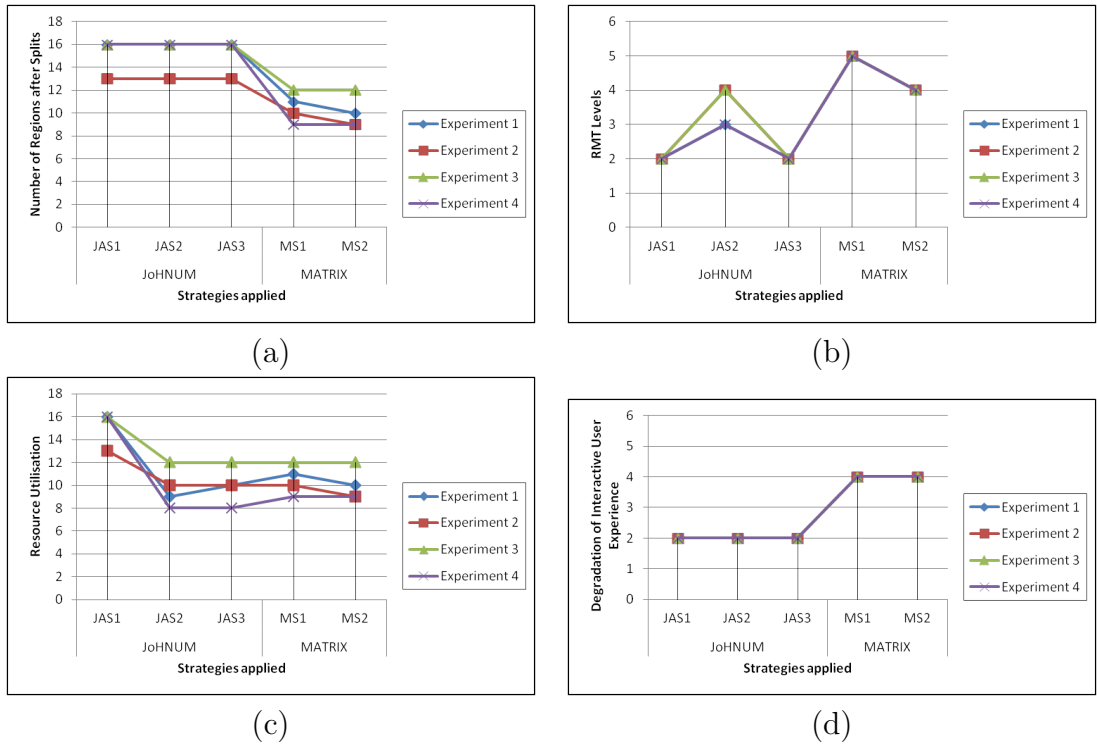 18
16
14
12
10
8
6
4
2
0
Number of Regions after Splits
JAS1 JAS2 JAS3 MS1 MS2
JoHNUM MATRIX
Strategies applied
Experiment 1
Experiment 2
Experiment 3
Experiment 4
(a)
6
5
4
3
2
1
0
RMT Levels
JAS1 JAS2 JAS3 MS1 MS2
JoHNUM MATRIX
Strategies applied
Experiment 1
Experiment 2
Experiment 3
Experiment 4
(b)
18
16
14
12
10
8
6
4
2
0
Resource Utilisation
JAS1 JAS2 JAS3 MS1 MS2
JoHNUM MATRIX
Strategies applied
Experiment 1
Experiment 2
Experiment 3
Experiment 4
(c)
6
5
4
3
2
1
0
Degradation of Interactive User
Experience
JAS1 JAS2 JAS3 MS1 MS2
JoHNUM MATRIX
Strategies applied
Experiment 1
Experiment 2
Experiment 3
Experiment 4
(d)